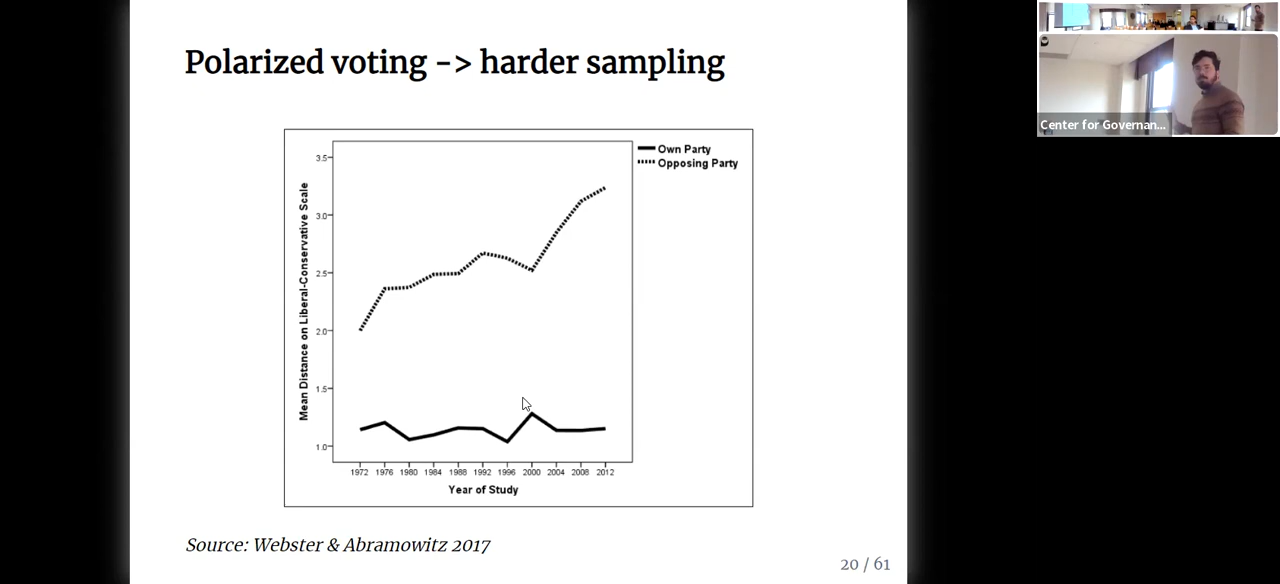 Polarized voting -> harder sampling
Own Party
Opposing Party
Mean Distance on Liberal-Conservative Scale
3.5
3.0
2.5
2.0
1.5
1.0
1972 1976 1980 1984 1988 1992 1996 2000 2004 2008 2012
Year of Study
Source: Webster & Abramowitz 2017
20 / 61
Center for Governan...